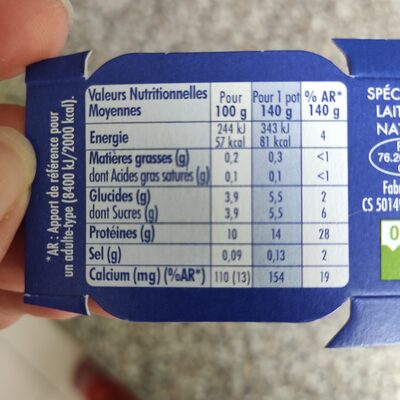 Valeurs Nutritionnelles Moyennes Pour 100 g Pour 1 pot 140 g % AR* 140 g
Energie 244 kJ 57 kcal 343 kJ 81 kcal 4
Matières grasses (g) 0,2 0,3 <1
dont Acides gras saturés (g) 0,1 0,1 <1
Glucides (g) 3,9 5,5 2
dont Sucres (g) 3,9 5,5 6
Protéines (g) 10 14 28
Sel (g) 0,09 0,13 2
Calcium (mg) (%AR*) 110 (13) 154 19
*AR : Apport de référence pour
un adulte-type (8400 kJ/2000 kcal).
SPÉC
LAIT
NAT
76.2
Fab
CS 5014
0